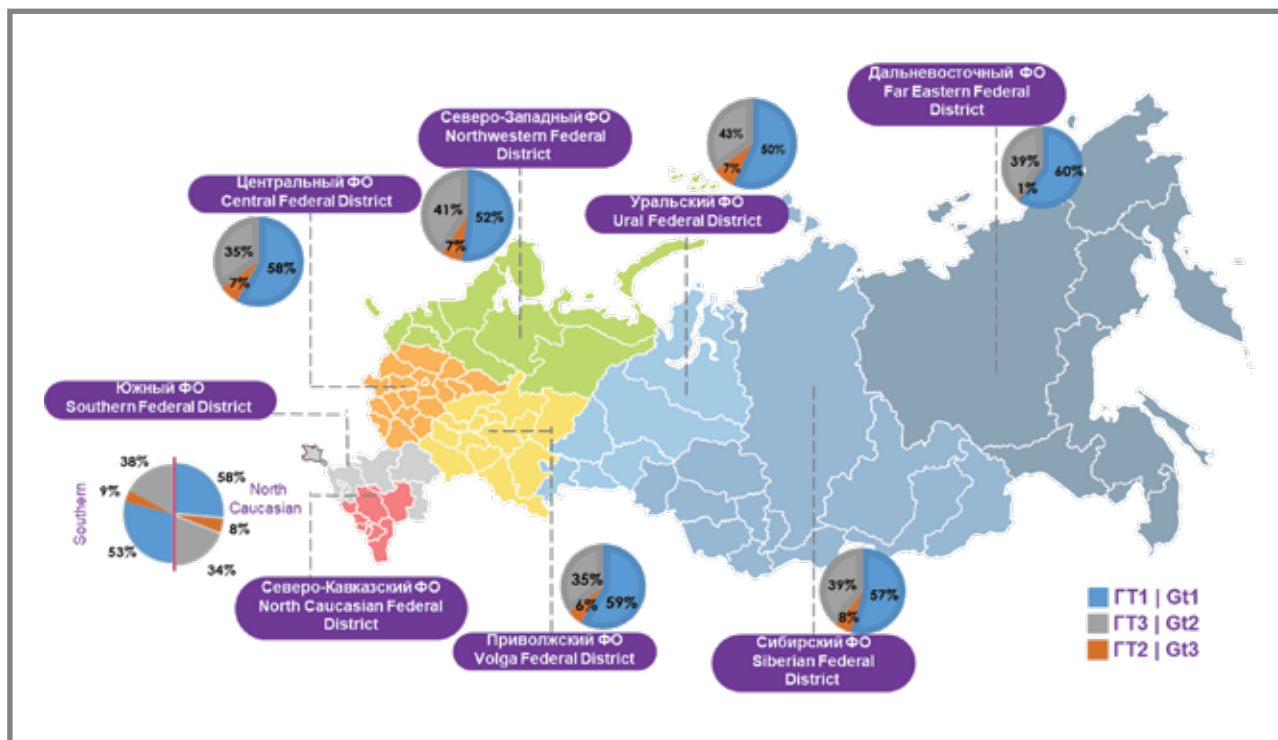 Дальневосточный ФО
Far Eastern Federal
District
39%
60%
1%
Северо-Западный ФО
Northwestern Federal
District
43%
50%
7%
Центральный ФО
Central Federal District
41%
52%
7%
Уральский ФО
Ural Federal District
35%
58%
7%
Южный ФО
Southern Federal District
38%
58%
9%
North
Caucasian
Southern
8%
53%
34%
Северо-Кавказский ФО
North Caucasian Federal
District
35%
59%
6%
Приволжский ФО
Volga Federal District
39%
57%
8%
Сибирский ФО
Siberian Federal
District
ГТ1 | Gt1
ГТ3 | Gt2
ГТ2 | Gt3